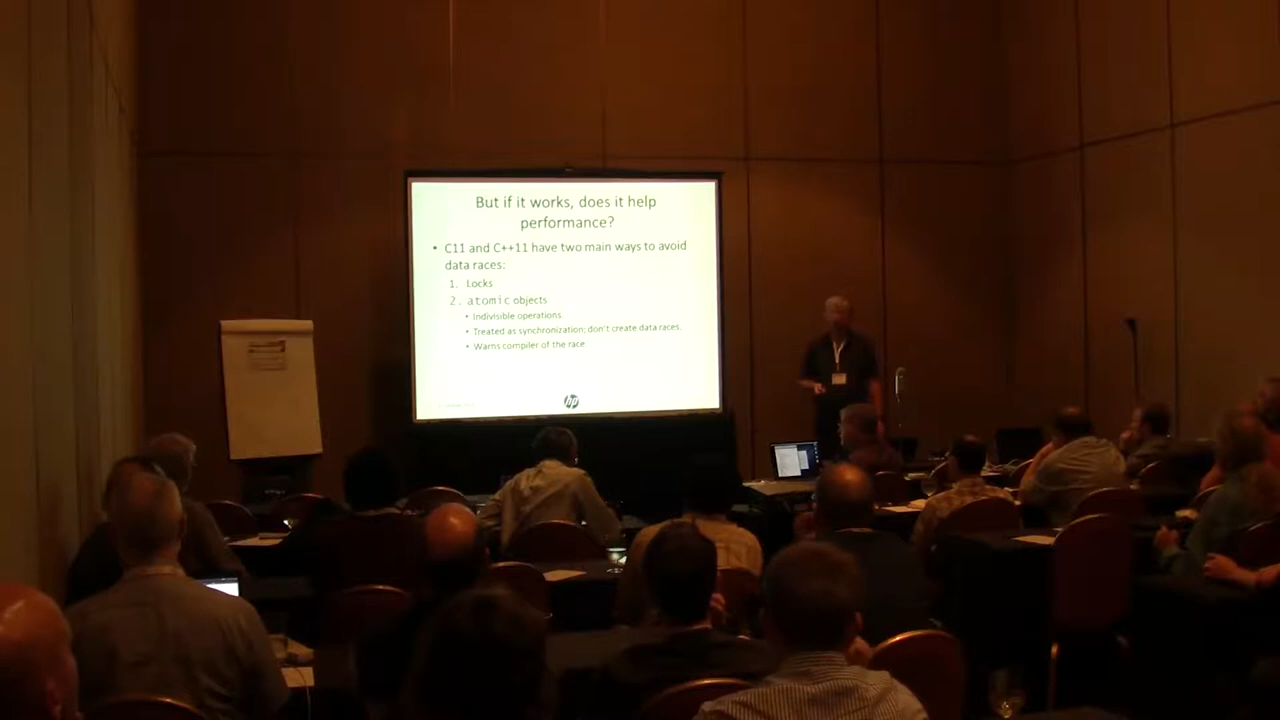 But if it works, does it help
performance?
• C11 and C++11 have two main ways to avoid
data races:
1. Locks
2. atomic objects
• Indivisible operations
• Treated as synchronization; don't create data races.
• Warns compiler of the race
hp